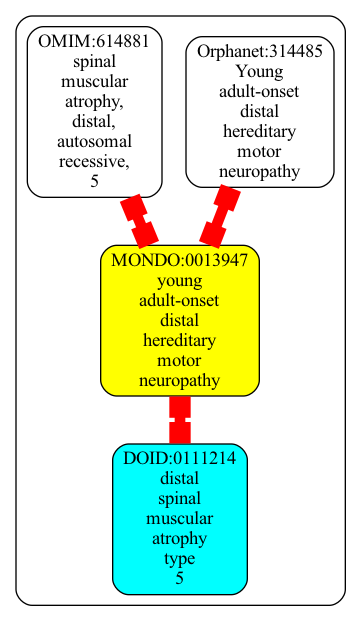 OMIM:614881
spinal
muscular
atrophy,
distal,
autosomal
recessive,
5
Orphanet:314485
Young
adult-onset
distal
hereditary
motor
neuropathy
MONDO:0013947
young
adult-onset
distal
hereditary
motor
neuropathy
DOID:0111214
distal
spinal
muscular
atrophy
type
5